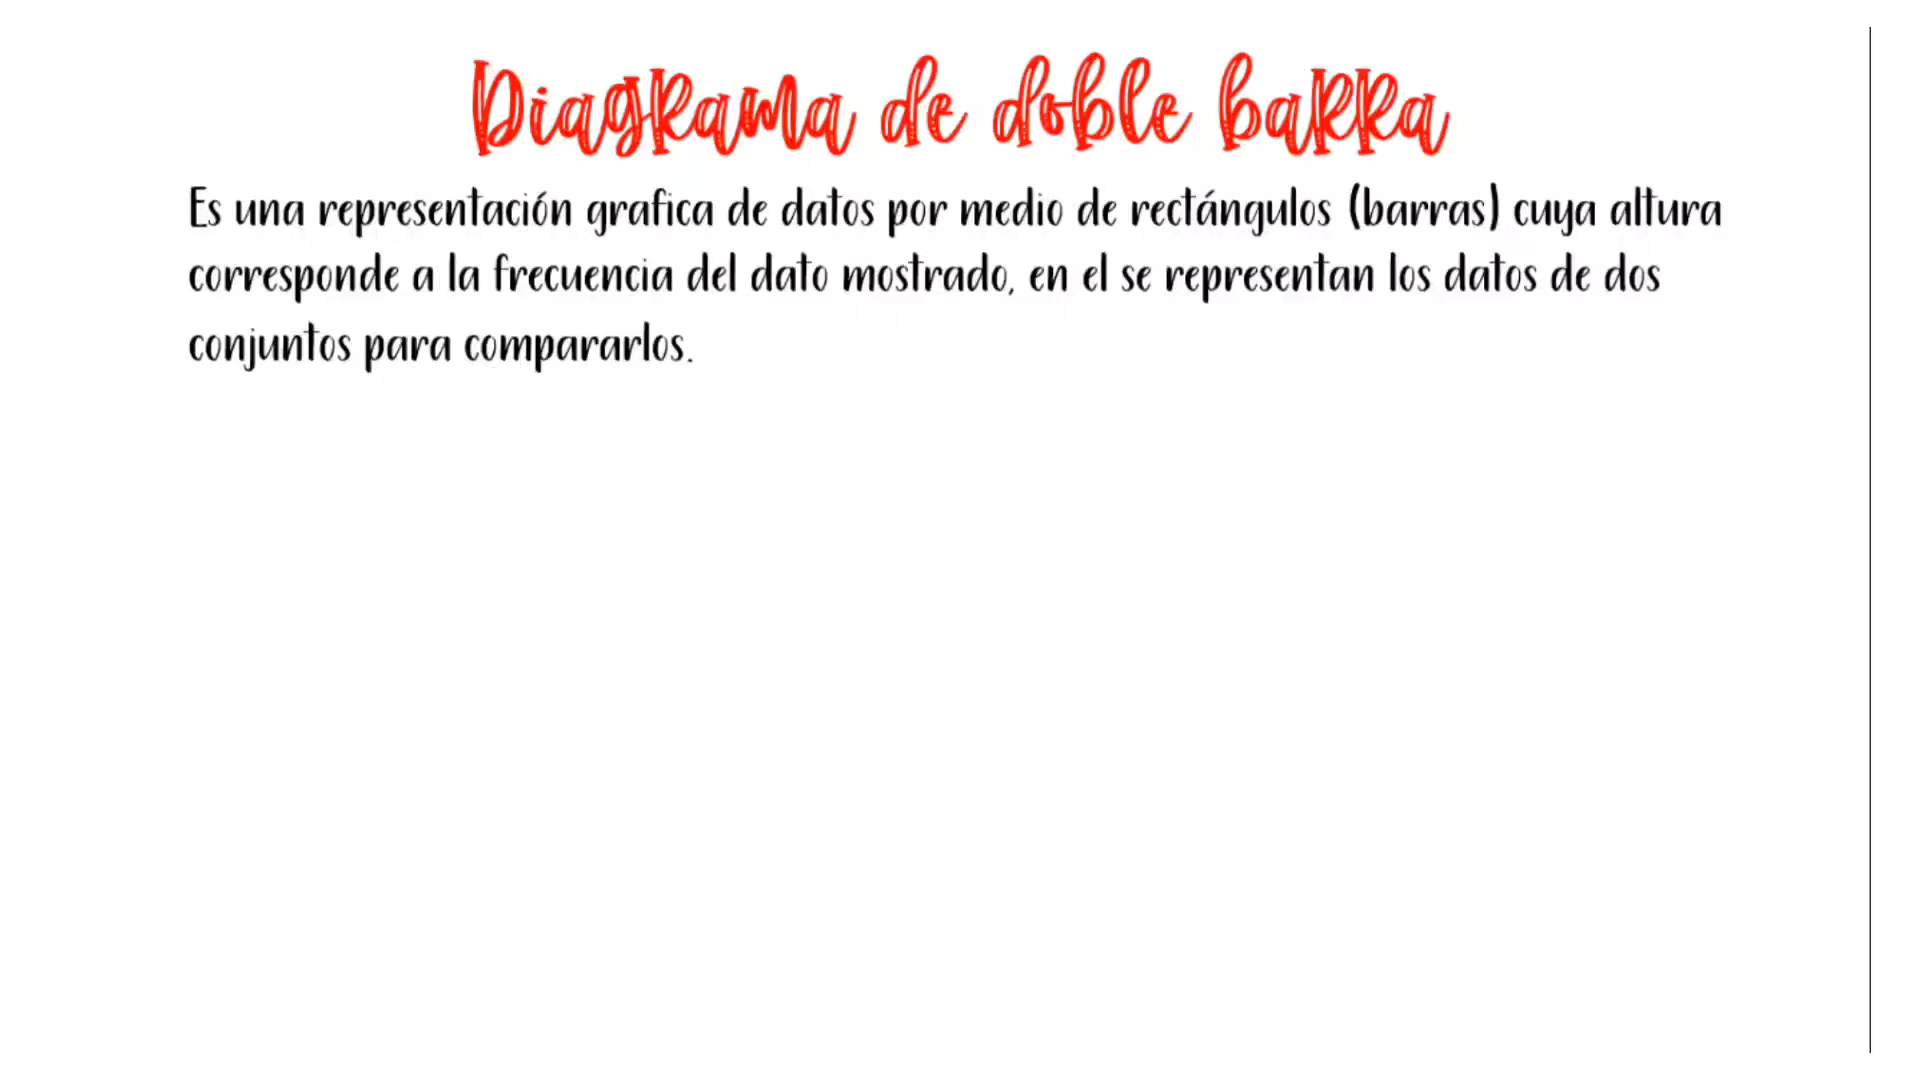 Diagrama de doble barra
Es una representación grafica de datos por medio de rectángulos (barras) cuya altura
corresponde a la frecuencia del dato mostrado, en el se representan los datos de dos
conjuntos para compararlos.